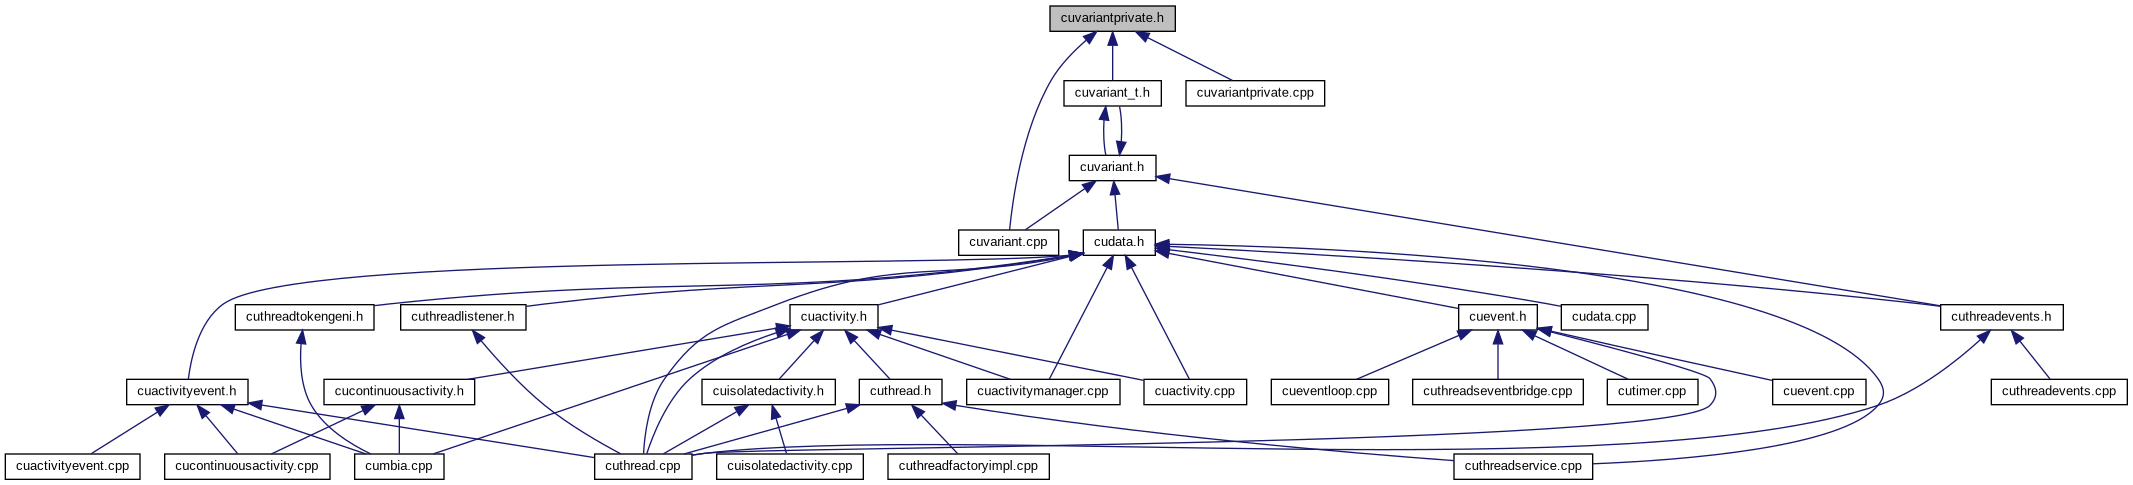 cuvariantprivate.h
cuvariant_t.h
cuvariantprivate.cpp
cuvariant.h
cuvariant.cpp
cudata.h
cuthreadtokengeni.h
cuthreadlistener.h
cuactivity.h
cuevent.h
cudata.cpp
cuthreadevents.h
cuactivityevent.h
cucontinuousactivity.h
cuisolatedactivity.h
cuthread.h
cuactivitymanager.cpp
cuactivity.cpp
cueventloop.cpp
cuthreadseventbridge.cpp
cutimer.cpp
cuevent.cpp
cuthreadevents.cpp
cuactivityevent.cpp
cucontinuousactivity.cpp
cumbia.cpp
cuthread.cpp
cuisolatedactivity.cpp
cuthreadfactoryimpl.cpp
cuthreadservice.cpp